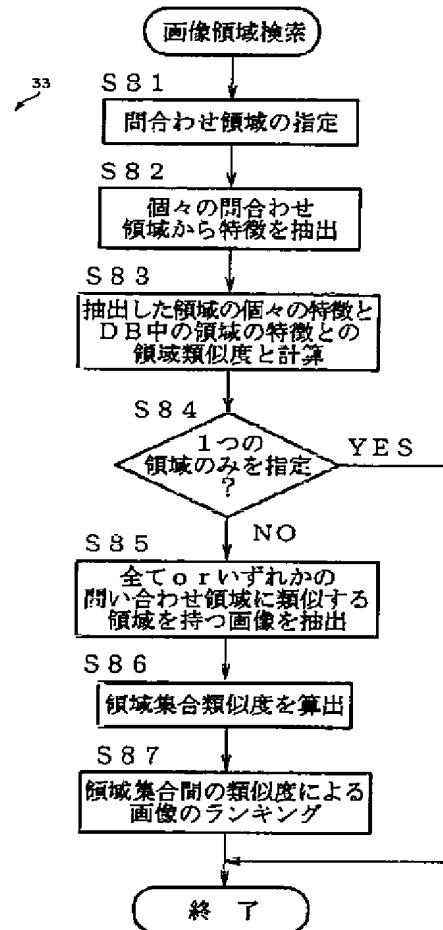 画像領域検索
33
S81
問合わせ領域の指定
S82
個々の問合わせ
領域から特徴を抽出
S83
抽出した領域の個々の特徴と
DB中の領域の特徴との
領域類似度と計算
S84
1つの
領域のみを指定
?
YES
NO
S85
全てorいずれかの
問い合わせ領域に類似する
領域を持つ画像を抽出
S86
領域集合類似度を算出
S87
領域集合間の類似度による
画像のランキング
終了